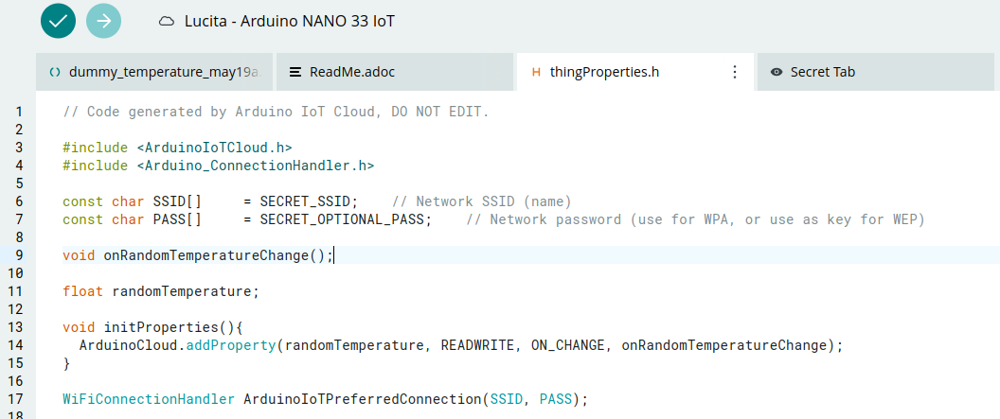 Lucita - Arduino NANO 33 IoT
dummy_temperature_may19a
ReadMe.adoc
H thingProperties.h
Secret Tab
1 // Code generated by Arduino IoT Cloud, DO NOT EDIT.
2
3 #include <ArduinoIoTCloud.h>
4 #include <Arduino_ConnectionHandler.h>
5
6 const char SSID[]     = SECRET_SSID;    // Network SSID (name)
7 const char PASS[]     = SECRET_OPTIONAL_PASS;    // Network password (use for WPA, or use as key for WEP)
8
9 void onRandomTemperatureChange();
10
11 float randomTemperature;
12
13 void initProperties(){
14   ArduinoCloud.addProperty(randomTemperature, READWRITE, ON_CHANGE, onRandomTemperatureChange);
15 }
16
17 WiFiConnectionHandler ArduinoIoTPreferredConnection(SSID, PASS);
18